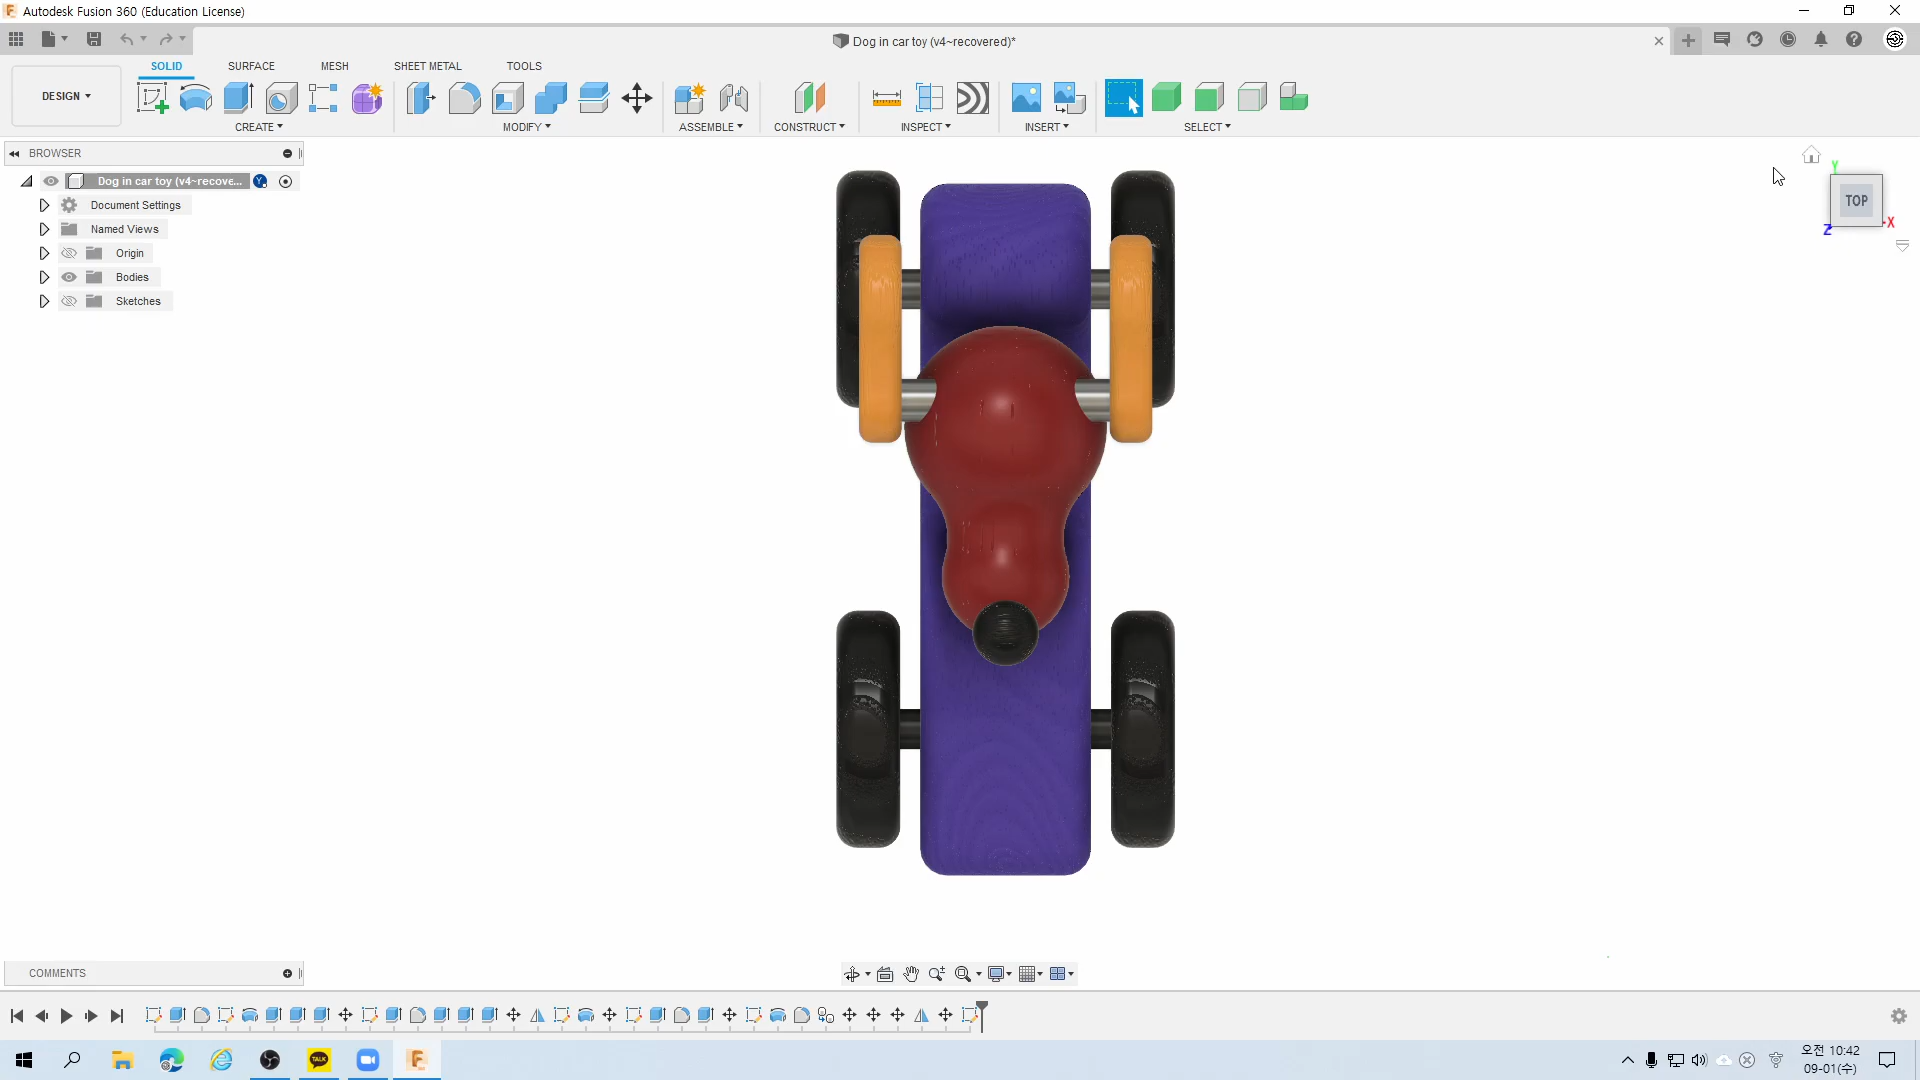 Autodesk Fusion 360 (Education License)
Dog in car toy (v4~recovered)*
SOLID SURFACE MESH SHEET METAL TOOLS
DESIGN
CREATE MODIFY ASSEMBLE CONSTRUCT INSPECT INSERT SELECT
BROWSER
Dog in car toy (v4~recove...
Document Settings
Named Views
Origin
Bodies
Sketches
Y
TOP
X
Z
COMMENTS
TALK
오전 10:42
09-01(수)